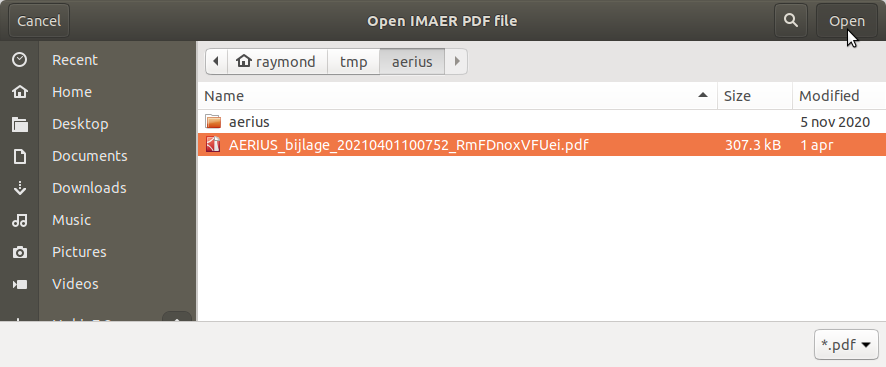 Cancel Open IMAER PDF file Open
raymond tmp aerius
Recent
Home
Desktop
Documents
Downloads
Music
Pictures
Videos
Name Size Modified
aerius 5 nov 2020
AERIUS_bijlage_20210401100752_RmFDnoxVFUei.pdf 307.3 kB 1 apr
*.pdf